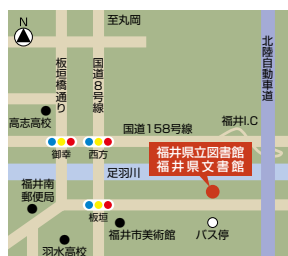 N
至丸岡
板垣橋通り
国道8号線
北陸自動車道
高志高校
国道158号線
福井I.C
御幸
西方
福井県立図書館
福井県文書館
足羽川
福井南
郵便局
板垣
福井市美術館
バス停
羽水高校